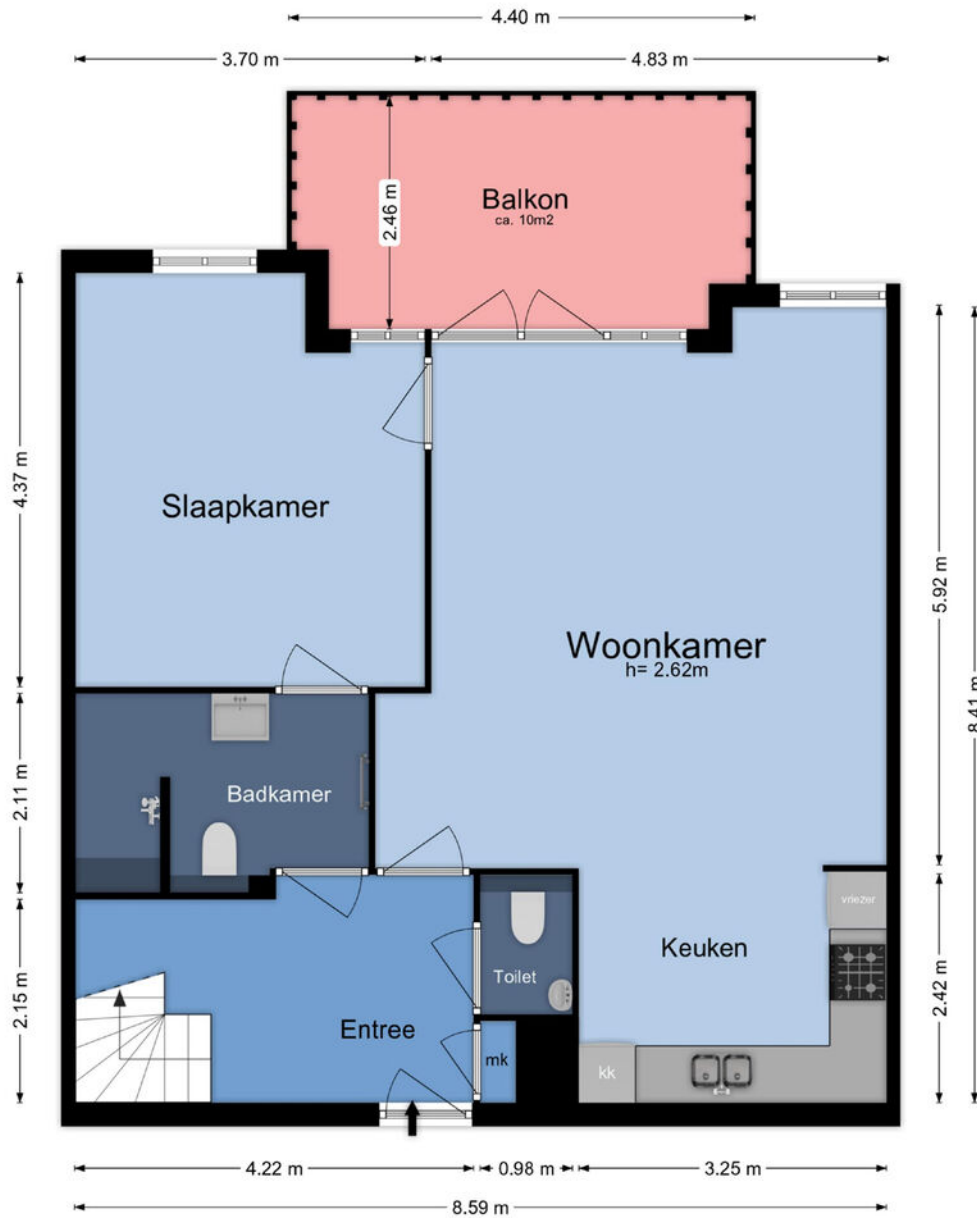 4.40 m
3.70 m
4.83 m
2.46 m
Balkon
ca. 10m2
4.37 m
Slaapkamer
5.92 m
Woonkamer
h= 2.62m
8.41 m
2.11 m
Badkamer
vriezer
Keuken
Toilet
2.15 m
2.42 m
Entree
mk
kk
4.22 m
0.98 m
3.25 m
8.59 m